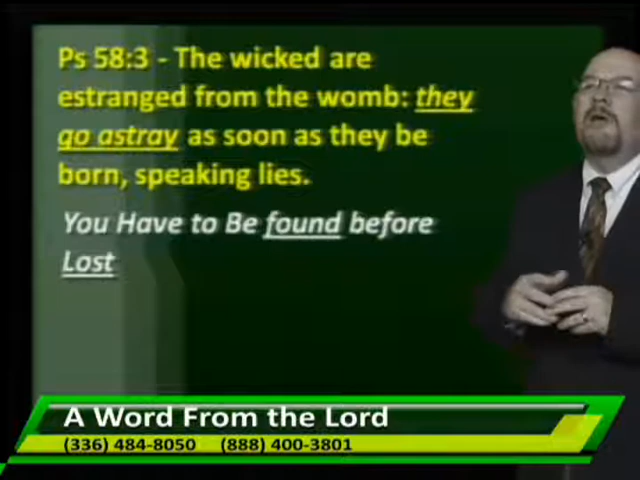 Ps 58:3 - The wicked are
estranged from the womb: they
go astray as soon as they be
born, speaking lies.
You Have to Be found before
Lost
A Word From the Lord
(336) 484-8050 (888) 400-3801